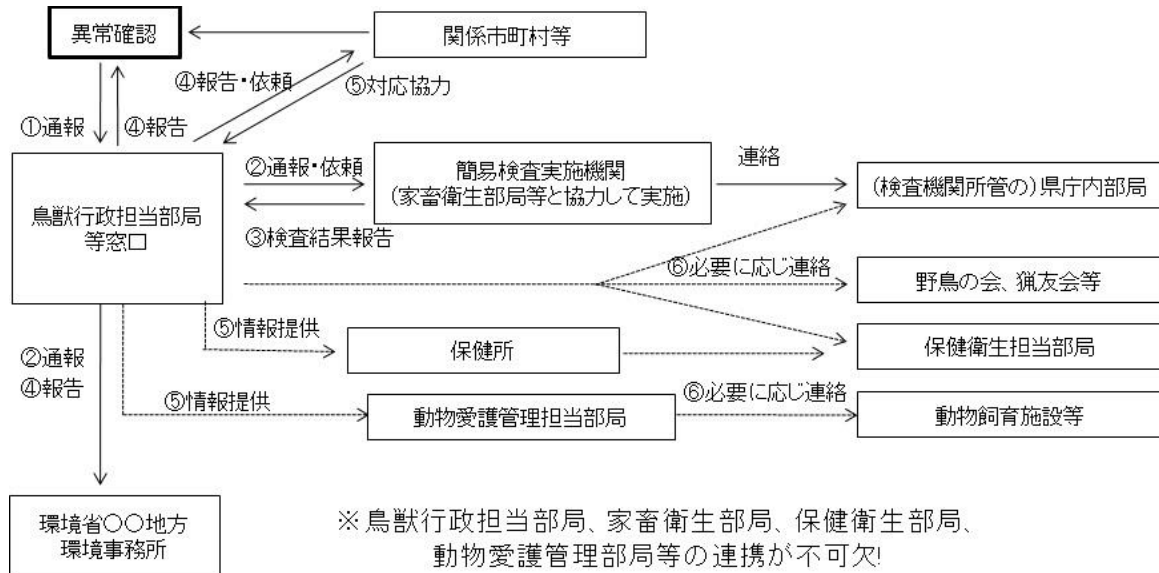 異常確認
関係市町村等
④報告・依頼
⑤対応協力
①通報
④報告
②通報・依頼
簡易検査実施機関
(家畜衛生部局等と協力して実施)
連絡
(検査機関所管の)県庁内部局
鳥獣行政担当部局
等窓口
③検査結果報告
⑥必要に応じ連絡
野鳥の会、猟友会等
⑤情報提供
保健所
保健衛生担当部局
②通報
④報告
⑤情報提供
動物愛護管理担当部局
⑥必要に応じ連絡
動物飼育施設等
環境省〇〇地方
環境事務所
※鳥獣行政担当部局、家畜衛生部局、保健衛生部局、
動物愛護管理部局等の連携が不可欠!